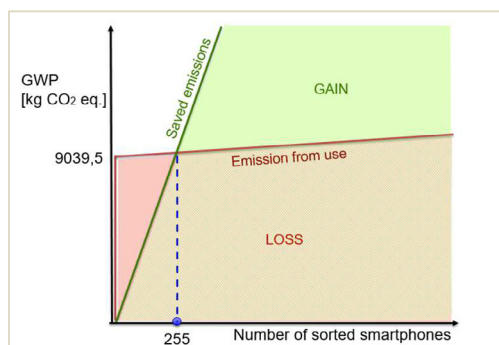 GWP
[kg CO2 eq.]
Saved emissions
GAIN
9039,5
Emission from use
LOSS
255
Number of sorted smartphones